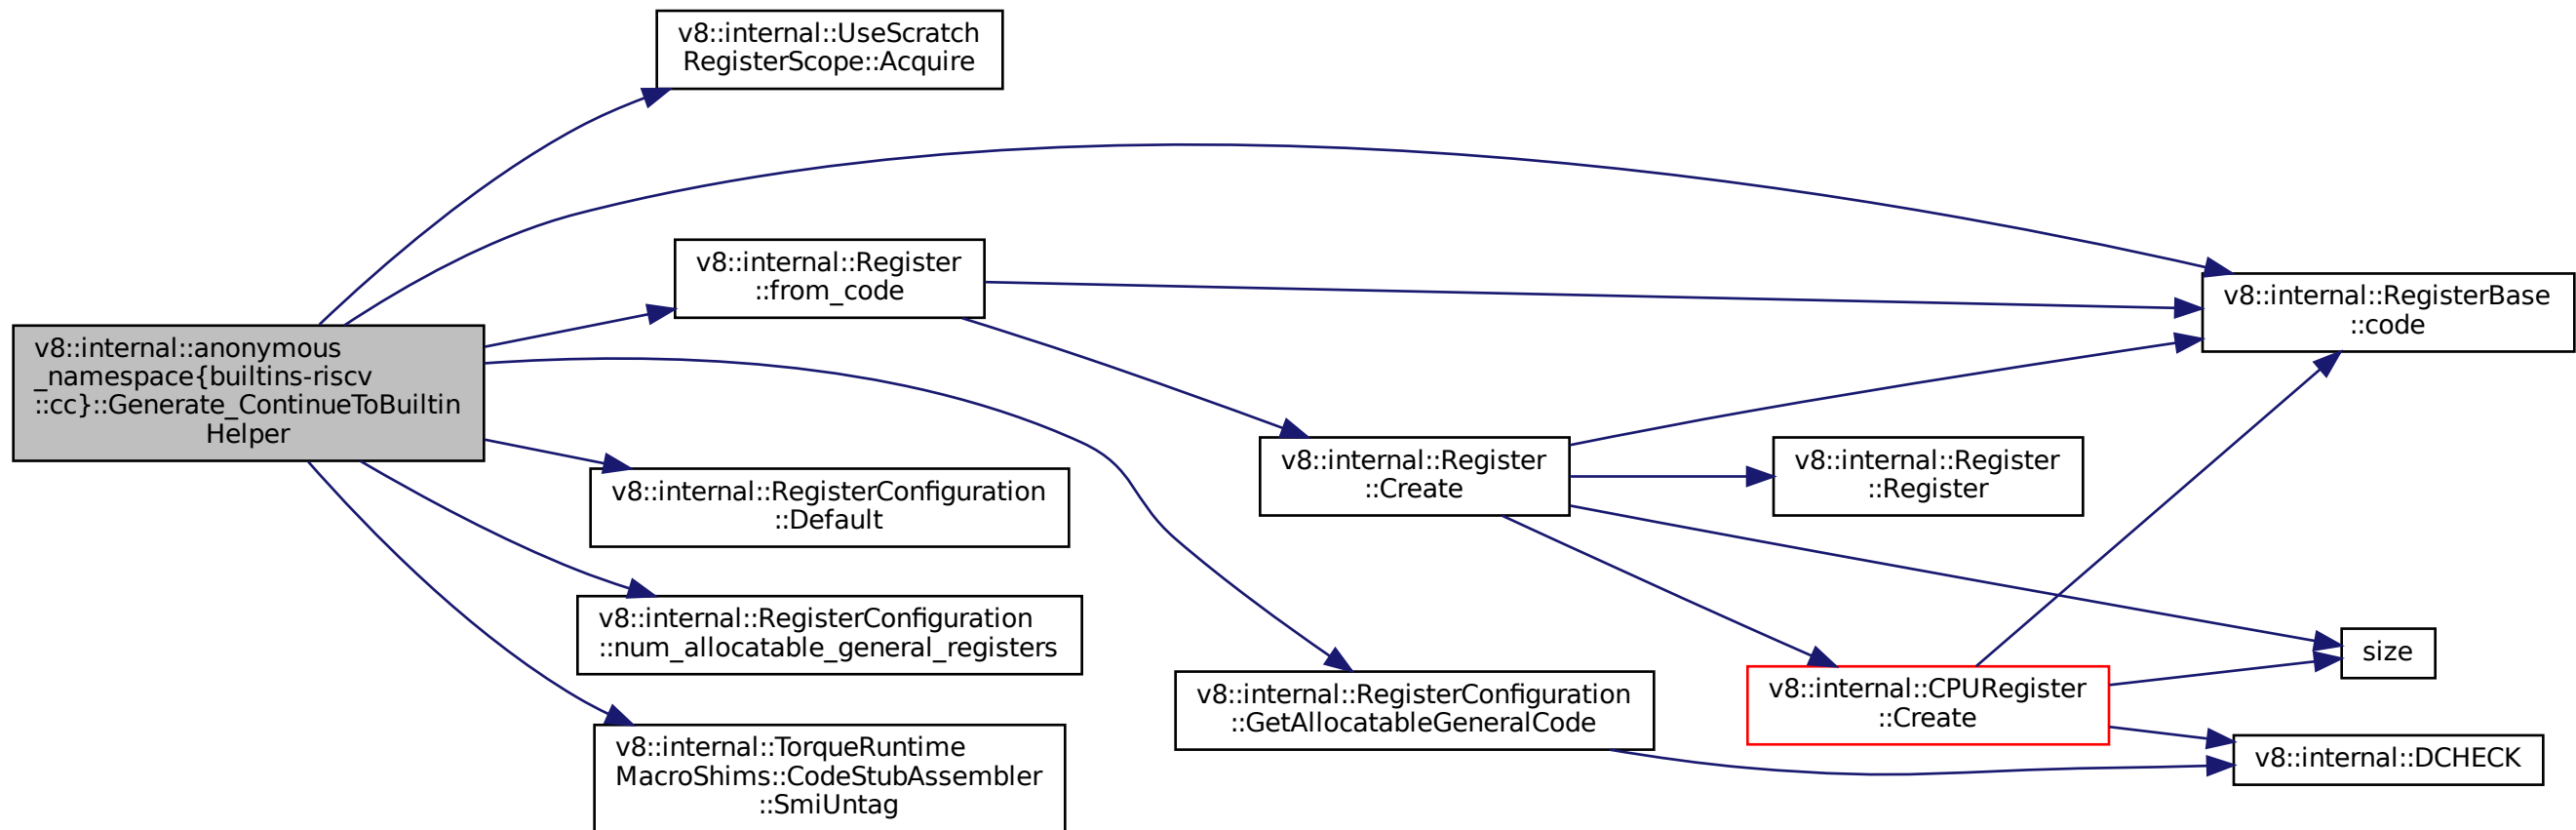 v8::internal::UseScratch
RegisterScope::Acquire
v8::internal::Register
::from_code
v8::internal::RegisterBase
::code
v8::internal::anonymous
_namespace{builtins-riscv
::cc}::Generate_ContinueToBuiltin
Helper
v8::internal::Register
::Create
v8::internal::Register
::Register
v8::internal::RegisterConfiguration
::Default
v8::internal::RegisterConfiguration
::num_allocatable_general_registers
size
v8::internal::RegisterConfiguration
::GetAllocatableGeneralCode
v8::internal::CPURegister
::Create
v8::internal::TorqueRuntime
MacroShims::CodeStubAssembler
::SmiUntag
v8::internal::DCHECK